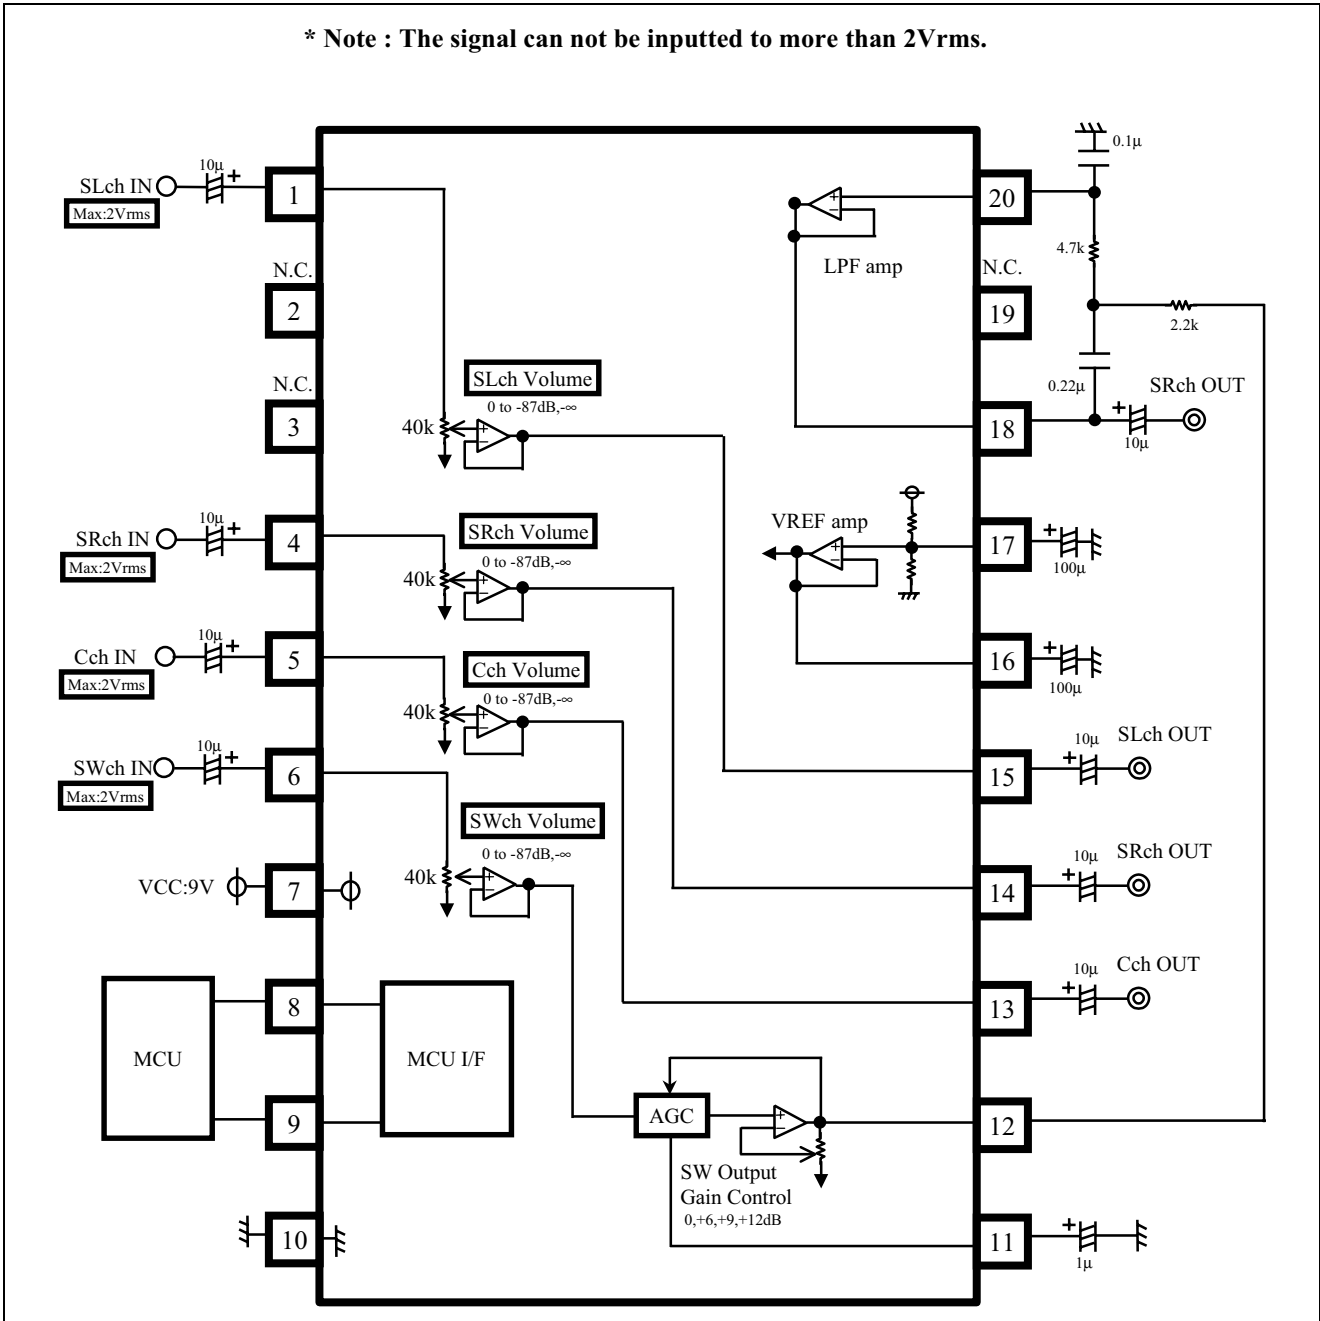 * Note : The signal can not be inputted to more than 2Vrms.
SLch IN
Max:2Vrms
10μ
+
1
N.C.
2
N.C.
3
SRch IN
Max:2Vrms
10μ
+
4
Cch IN
Max:2Vrms
10μ
+
5
SWch IN
Max:2Vrms
10μ
+
6
VCC:9V
7
MCU
8
9
MCU I/F
10
SLch Volume
0 to -87dB,-∞
40k
+
−
SRch Volume
0 to -87dB,-∞
40k
+
−
Cch Volume
0 to -87dB,-∞
40k
+
−
SWch Volume
0 to -87dB,-∞
40k
+
−
AGC
+
−
SW Output
Gain Control
0,+6,+9,+12dB
+
−
LPF amp
VREF amp
+
−
20
0.1μ
4.7k
N.C.
19
2.2k
0.22μ
18
+
10μ
SRch OUT
17
+
100μ
16
+
100μ
15
+
10μ
SLch OUT
14
+
10μ
SRch OUT
13
+
10μ
Cch OUT
12
11
+
1μ